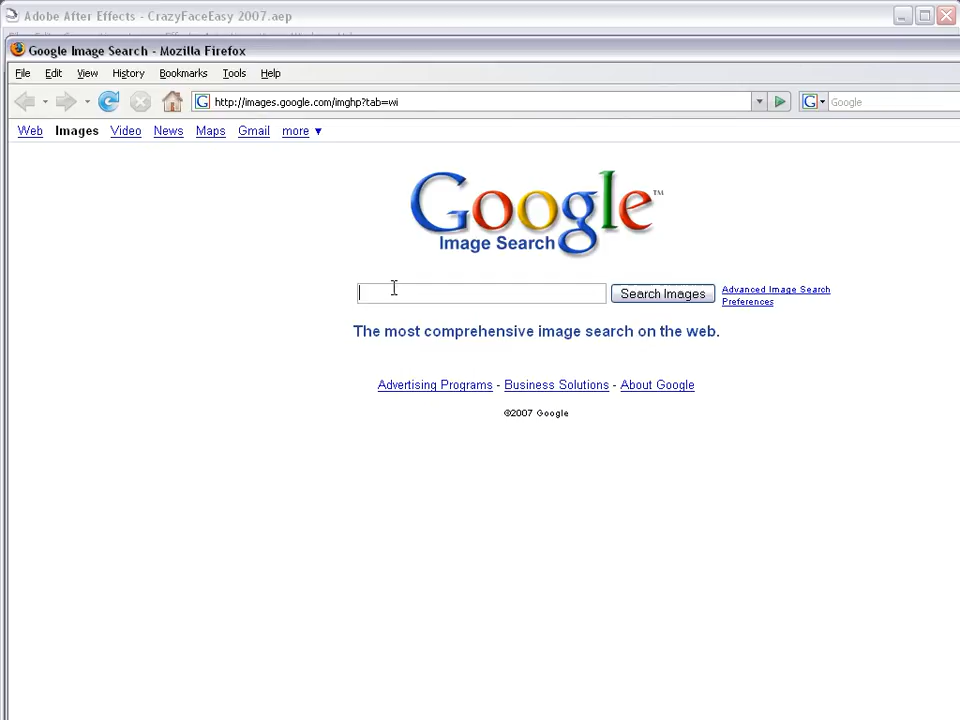 Adobe After Effects - CrazyFaceEasy 2007.aep
Google Image Search - Mozilla Firefox
File Edit View History Bookmarks Tools Help
http://images.google.com/imghp?tab=wi
Google
Web Images Video News Maps Gmail more ▼
Google™
Image Search
Search Images
Advanced Image Search
Preferences
The most comprehensive image search on the web.
Advertising Programs - Business Solutions - About Google
©2007 Google